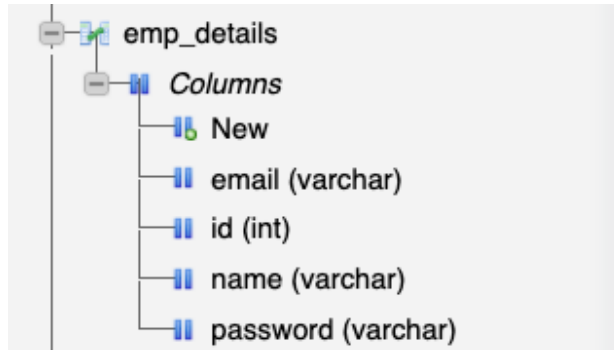 emp_details
Columns
New
email (varchar)
id (int)
name (varchar)
password (varchar)